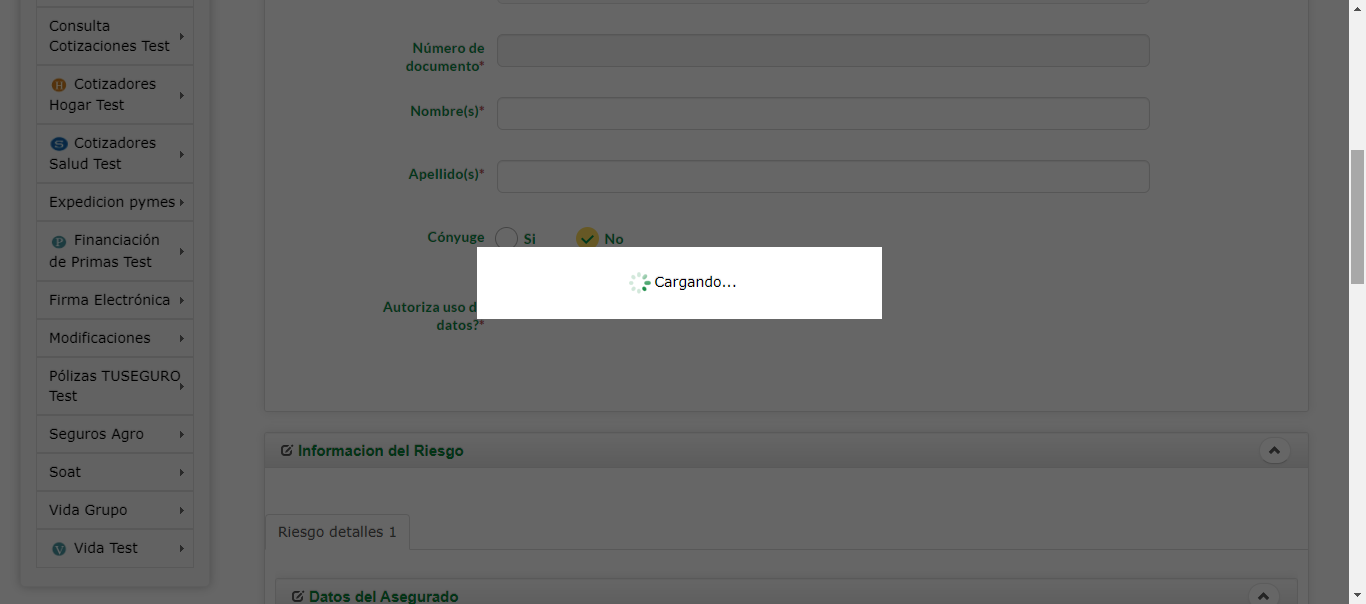 Consulta
Cotizaciones Test
H Cotizadores
Hogar Test
S Cotizadores
Salud Test
Expedicion pymes
P Financiación
de Primas Test
Firma Electrónica
Modificaciones
Pólizas TUSEGURO
Test
Seguros Agro
Soat
Vida Grupo
V Vida Test
Número de
documento*
Nombre(s)*
Apellido(s)*
Cónyuge
Si
No
Cargando...
Autoriza uso d
datos?*
Informacion del Riesgo
Riesgo detalles 1
Datos del Asegurado